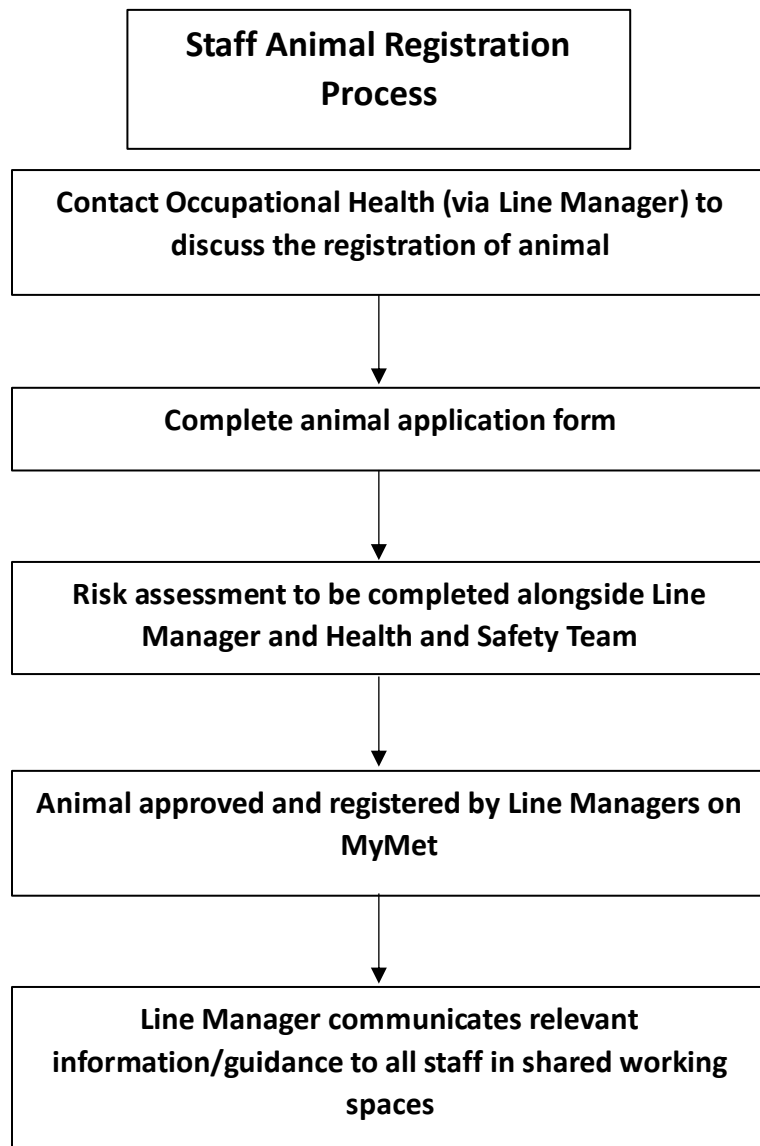 Staff Animal Registration
Process
Contact Occupational Health (via Line Manager) to
discuss the registration of animal
Complete animal application form
Risk assessment to be completed alongside Line
Manager and Health and Safety Team
Animal approved and registered by Line Managers on
MyMet
Line Manager communicates relevant
information/guidance to all staff in shared working
spaces